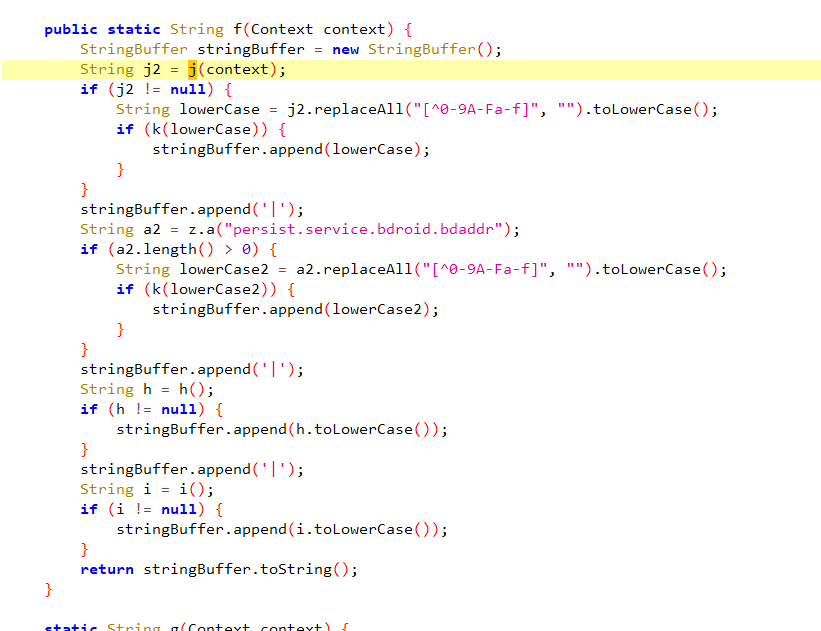 public static String f(Context context) {
StringBuffer stringBuffer = new StringBuffer();
String j2 = j(context);
if (j2 != null) {
String lowerCase = j2.replaceAll("[^0-9A-Fa-f]", "").toLowerCase();
if (k(lowerCase)) {
stringBuffer.append(lowerCase);
}
}
stringBuffer.append('|');
String a2 = z.a("persist.service.bdroid.bdaddr");
if (a2.length() > 0) {
String lowerCase2 = a2.replaceAll("[^0-9A-Fa-f]", "").toLowerCase();
if (k(lowerCase2)) {
stringBuffer.append(lowerCase2);
}
}
stringBuffer.append('|');
String h = h();
if (h != null) {
stringBuffer.append(h.toLowerCase());
}
stringBuffer.append('|');
String i = i();
if (i != null) {
stringBuffer.append(i.toLowerCase());
}
return stringBuffer.toString();
}
static String g(Context context) {